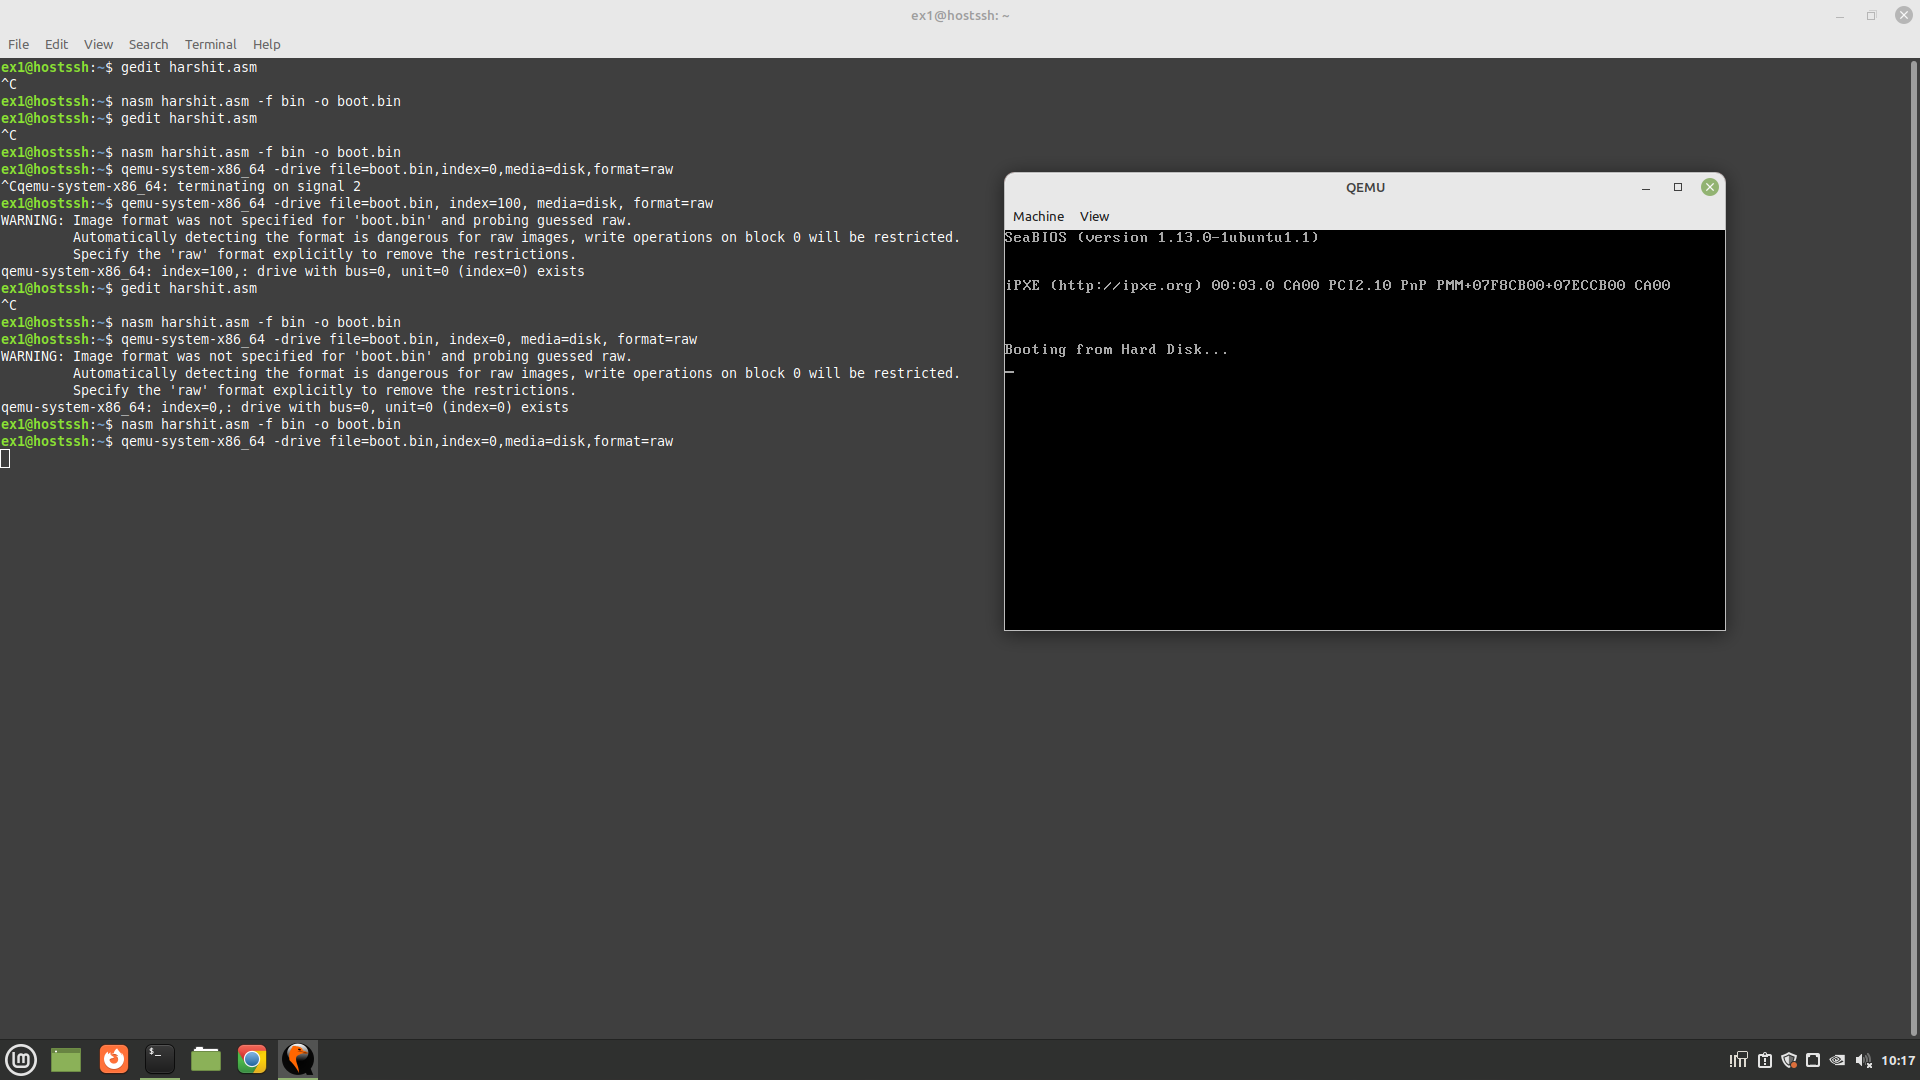 ex1@hostssh: ~
File Edit View Search Terminal Help
ex1@hostssh:~$ gedit harshit.asm
^C
ex1@hostssh:~$ nasm harshit.asm -f bin -o boot.bin
ex1@hostssh:~$ gedit harshit.asm
^C
ex1@hostssh:~$ nasm harshit.asm -f bin -o boot.bin
ex1@hostssh:~$ qemu-system-x86_64 -drive file=boot.bin,index=0,media=disk,format=raw
^Cqemu-system-x86_64: terminating on signal 2
ex1@hostssh:~$ qemu-system-x86_64 -drive file=boot.bin, index=100, media=disk, format=raw
WARNING: Image format was not specified for 'boot.bin' and probing guessed raw.
         Automatically detecting the format is dangerous for raw images, write operations on block 0 will be restricted.
         Specify the 'raw' format explicitly to remove the restrictions.
qemu-system-x86_64: index=100,: drive with bus=0, unit=0 (index=0) exists
ex1@hostssh:~$ gedit harshit.asm
^C
ex1@hostssh:~$ nasm harshit.asm -f bin -o boot.bin
ex1@hostssh:~$ qemu-system-x86_64 -drive file=boot.bin, index=0, media=disk, format=raw
WARNING: Image format was not specified for 'boot.bin' and probing guessed raw.
         Automatically detecting the format is dangerous for raw images, write operations on block 0 will be restricted.
         Specify the 'raw' format explicitly to remove the restrictions.
qemu-system-x86_64: index=0,: drive with bus=0, unit=0 (index=0) exists
ex1@hostssh:~$ nasm harshit.asm -f bin -o boot.bin
ex1@hostssh:~$ qemu-system-x86_64 -drive file=boot.bin,index=0,media=disk,format=raw
QEMU
Machine View
SeaBIOS (version 1.13.0-1ubuntu1.1)
iPXE (http://ipxe.org) 00:03.0 CA00 PCI2.10 PnP PMM+07F8CB00+07ECCB00 CA00
Booting from Hard Disk...
10:17